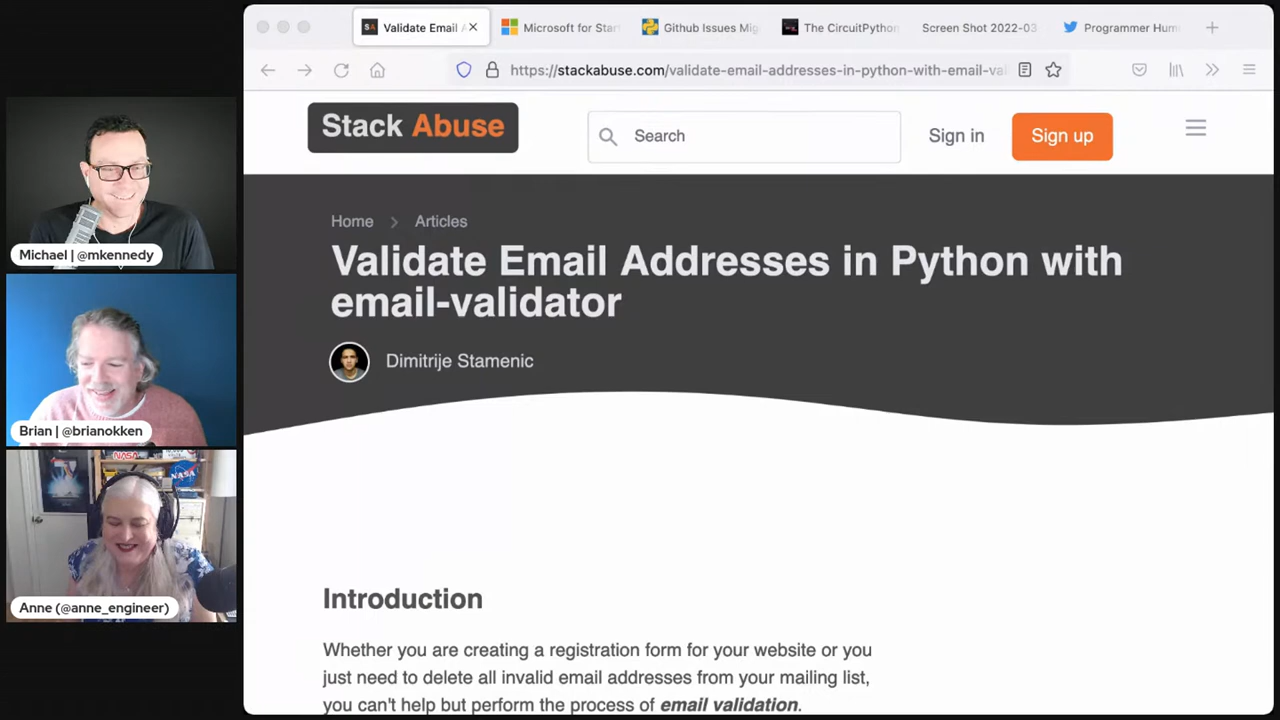 Validate Email A
Microsoft for Star
Github Issues Mig
The CircuitPython
Screen Shot 2022-03
Programmer Hum
https://stackabuse.com/validate-email-addresses-in-python-with-email-val
Stack Abuse
Search
Sign in
Sign up
Home
Articles
Validate Email Addresses in Python with
email-validator
Dimitrije Stamenic
Introduction
Whether you are creating a registration form for your website or you
just need to delete all invalid email addresses from your mailing list,
you can't help but perform the process of email validation.
Michael | @mkennedy
Brian | @brianokken
NASA
NASA
Anne (@anne_engineer)